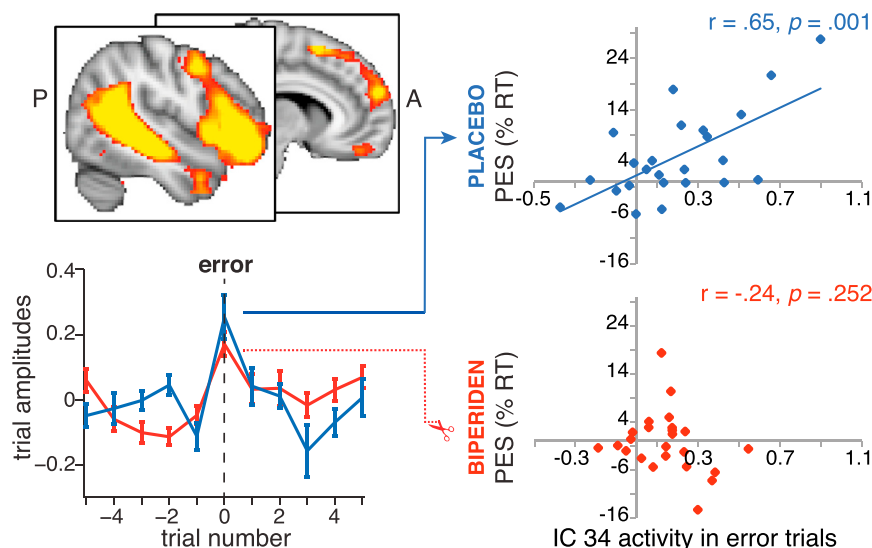 P
A
error
0.4
0.2
0
−0.2
trial amplitudes
−4
−2
0
2
4
trial number
r = .65, p = .001
PLACEBO
PES (% RT)
24
14
4
-6
-16
-0.5
0.3
1.1
r = -.24, p = .252
BIPERIDEN
PES (% RT)
24
14
4
-6
-16
-0.3
0.3
0.7
1.1
IC 34 activity in error trials